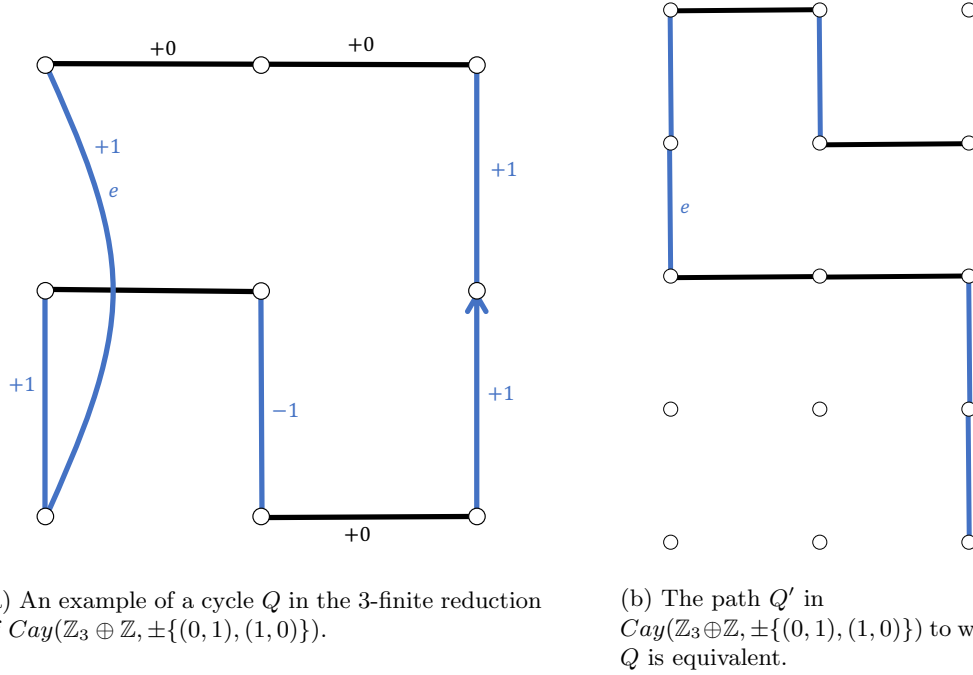 +0
+0
+1
e
+1
e
+1
−1
+1
+0
) An example of a cycle Q in the 3-finite reduction
Cay(ℤ₃ ⊕ ℤ, ±{(0, 1), (1, 0)}).
(b) The path Q′ in
Cay(ℤ₃⊕ℤ, ±{(0, 1), (1, 0)}) to
Q is equivalent.